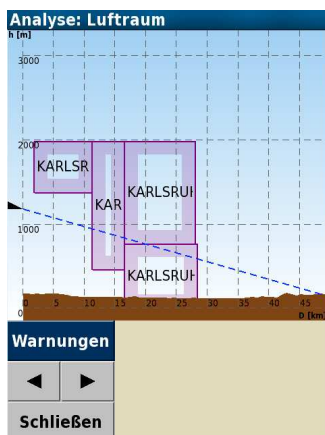 Analyse: Luftraum
h [m]
3000
2000
KARLSR
KAR
KARLSRUH
1000
KARLSRUH
0
0 5 10 15 20 25 30 35 40 45
D [km]
Warnungen
Schließen